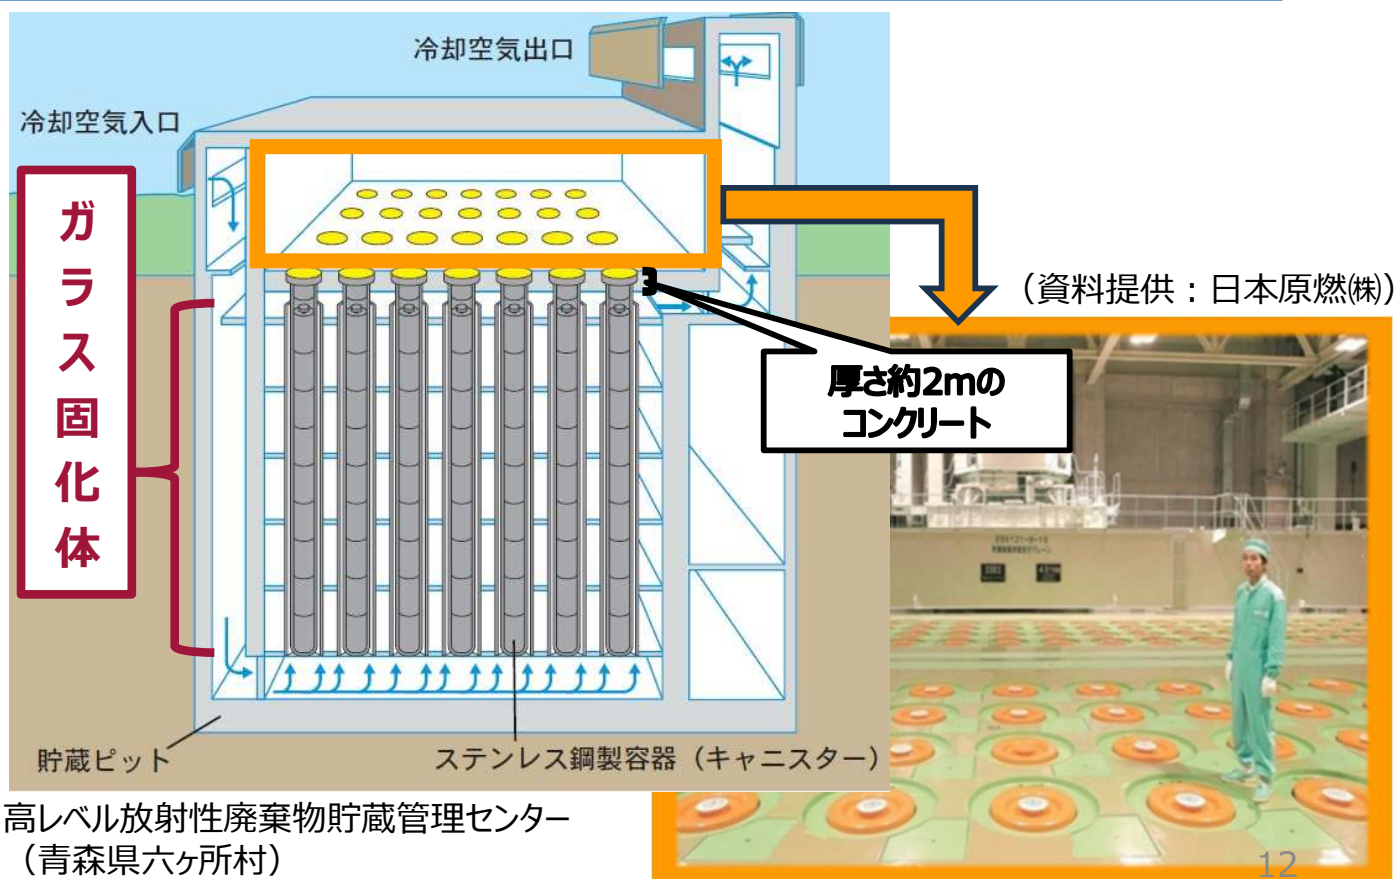 冷却空気出口
冷却空気入口
ガラス固化体
（資料提供：日本原燃㈱）
厚さ約2mの
コンクリート
貯蔵ピット
ステンレス鋼製容器（キャニスター）
高レベル放射性廃棄物貯蔵管理センター
（青森県六ヶ所村）
12